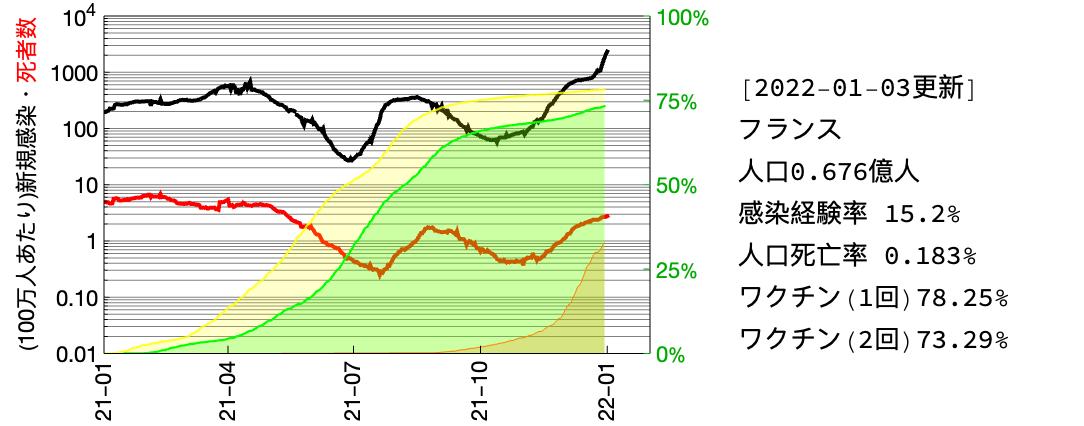 (100万人あたり)新規感染・死者数
10^4
1000
100
10
1
0.10
0.01
100%
75%
50%
25%
0%
21-01
21-04
21-07
21-10
22-01
[2022-01-03更新]
フランス
人口0.676億人
感染経験率 15.2%
人口死亡率 0.183%
ワクチン(1回)78.25%
ワクチン(2回)73.29%